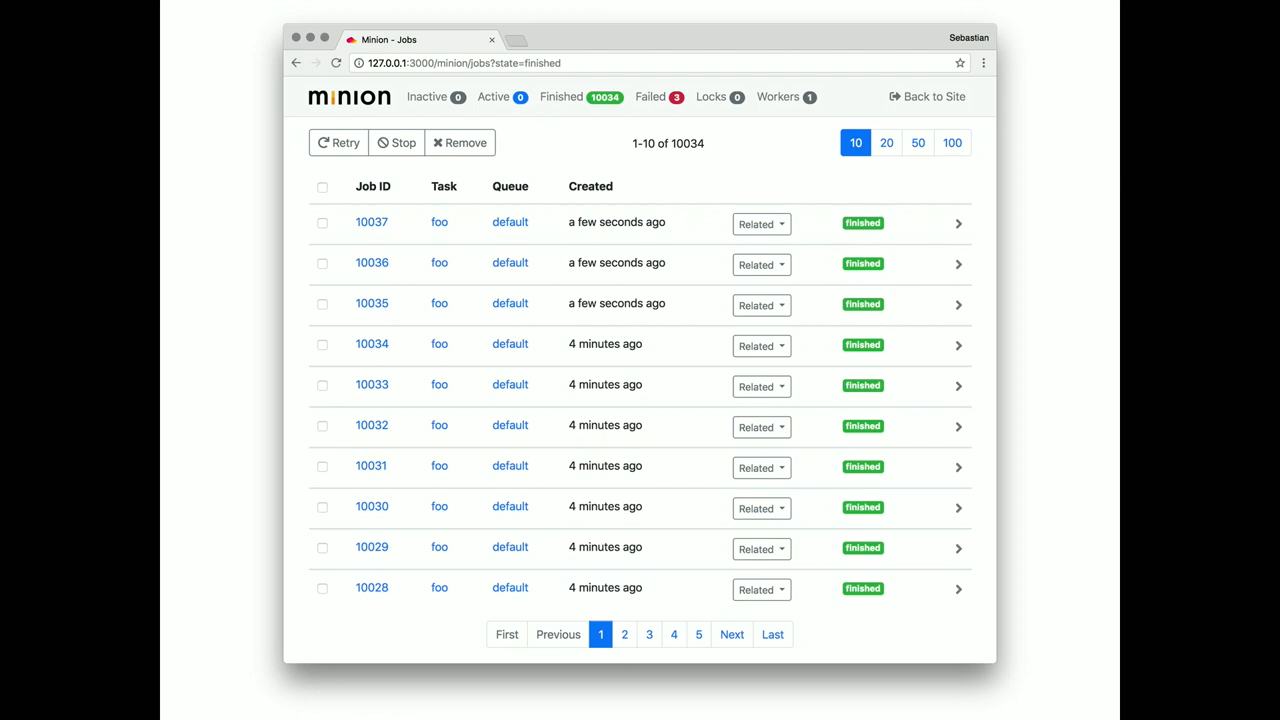 Minion - Jobs
Sebastian
127.0.0.1:3000/minion/jobs?state=finished
minion Inactive 0 Active 0 Finished 10034 Failed 3 Locks 0 Workers 1 Back to Site
Retry Stop Remove 1-10 of 10034 10 20 50 100
Job ID Task Queue Created
10037 foo default a few seconds ago Related finished
10036 foo default a few seconds ago Related finished
10035 foo default a few seconds ago Related finished
10034 foo default 4 minutes ago Related finished
10033 foo default 4 minutes ago Related finished
10032 foo default 4 minutes ago Related finished
10031 foo default 4 minutes ago Related finished
10030 foo default 4 minutes ago Related finished
10029 foo default 4 minutes ago Related finished
10028 foo default 4 minutes ago Related finished
First Previous 1 2 3 4 5 Next Last